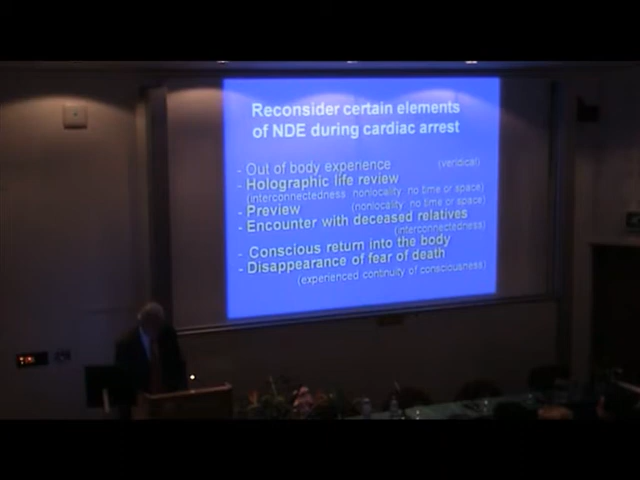 Reconsider certain elements
of NDE during cardiac arrest
- Out of body experience (veridical)
- Holographic life review
(interconnectedness nonlocality no time or space)
- Preview (nonlocality no time or space)
- Encounter with deceased relatives
(interconnectedness)
- Conscious return into the body
- Disappearance of fear of death
(experienced continuity of consciousness)